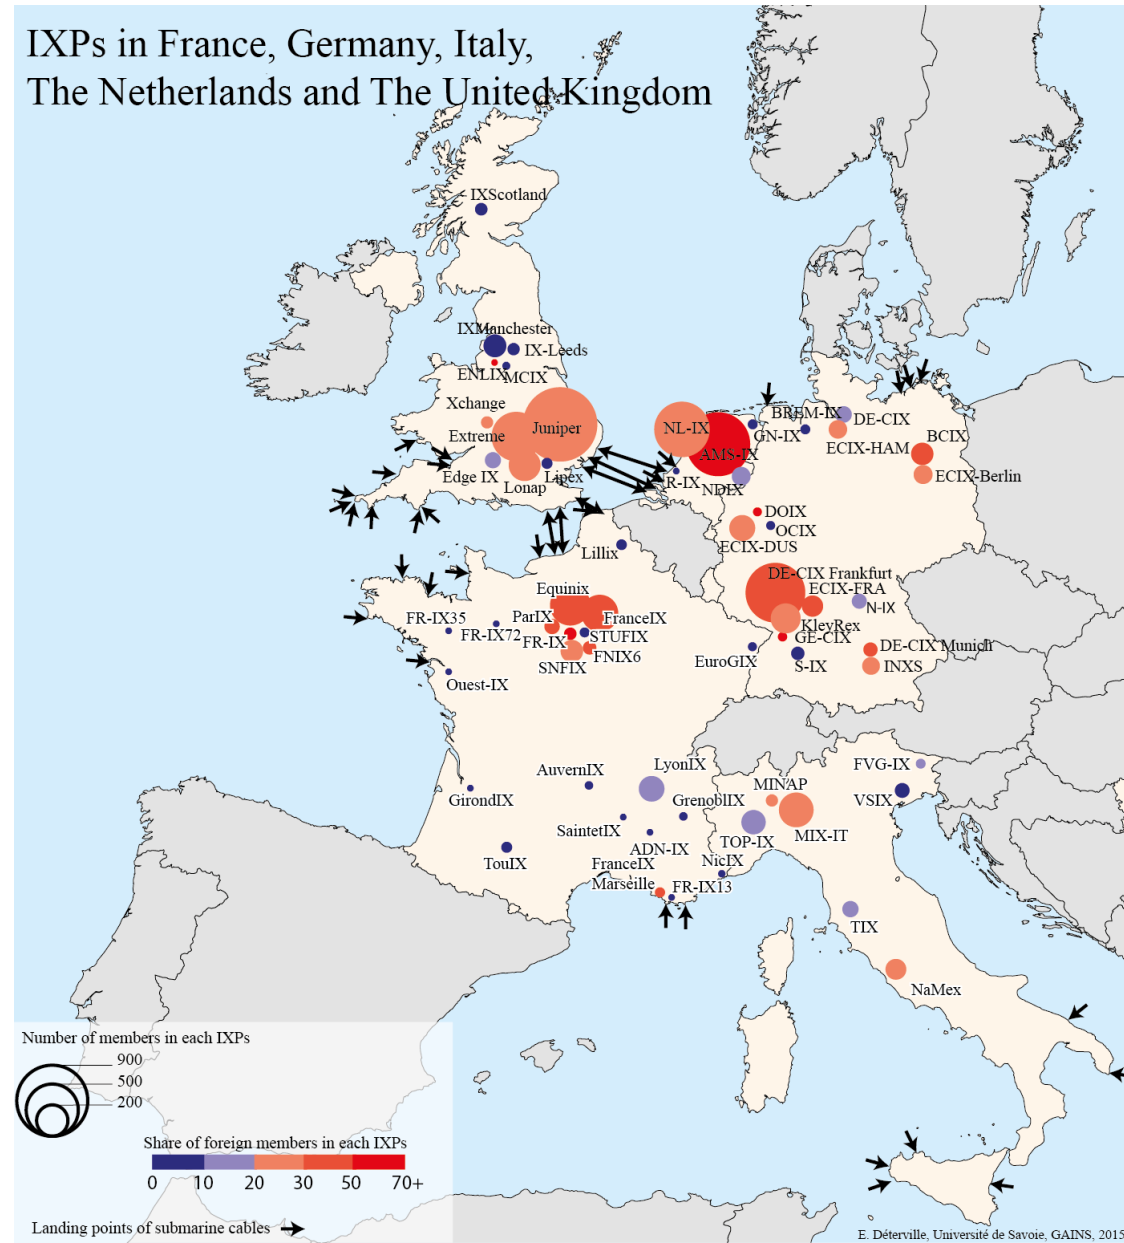 IXPs in France, Germany, Italy,
The Netherlands and The United Kingdom
IXScotland
IXManchester
IX-Leeds
ENLIX
MCIX
Xchange
Juniper
Extreme
Edge IX
Lipex
Lonap
NL-IX
AMS-IX
GN-IX
R-IX
NDIX
BREM-IX
DE-CIX
ECIX-HAM
BCIX
ECIX-Berlin
DOIX
OCIX
ECIX-DUS
Lillix
DE-CIX Frankfurt
ECIX-FRA
N-IX
KleyRex
GE-CIX
DE-CIX Munich
S-IX
INXS
EuroGIX
Equinix
ParIX
FranceIX
FR-IX
STUFIX
SNFIX
FNIX6
FR-IX35
FR-IX72
Ouest-IX
AuvernIX
LyonIX
GirondIX
GrenoblIX
SaintetIX
ADN-IX
TouIX
FranceIX
Marseille
FR-IX13
NicIX
FVG-IX
MINAP
VSIX
TOP-IX
MIX-IT
TIX
NaMex
Number of members in each IXPs
900
500
200
Share of foreign members in each IXPs
0 10 20 30 50 70+
Landing points of submarine cables
E. Déterville, Université de Savoie, GAINS, 2015